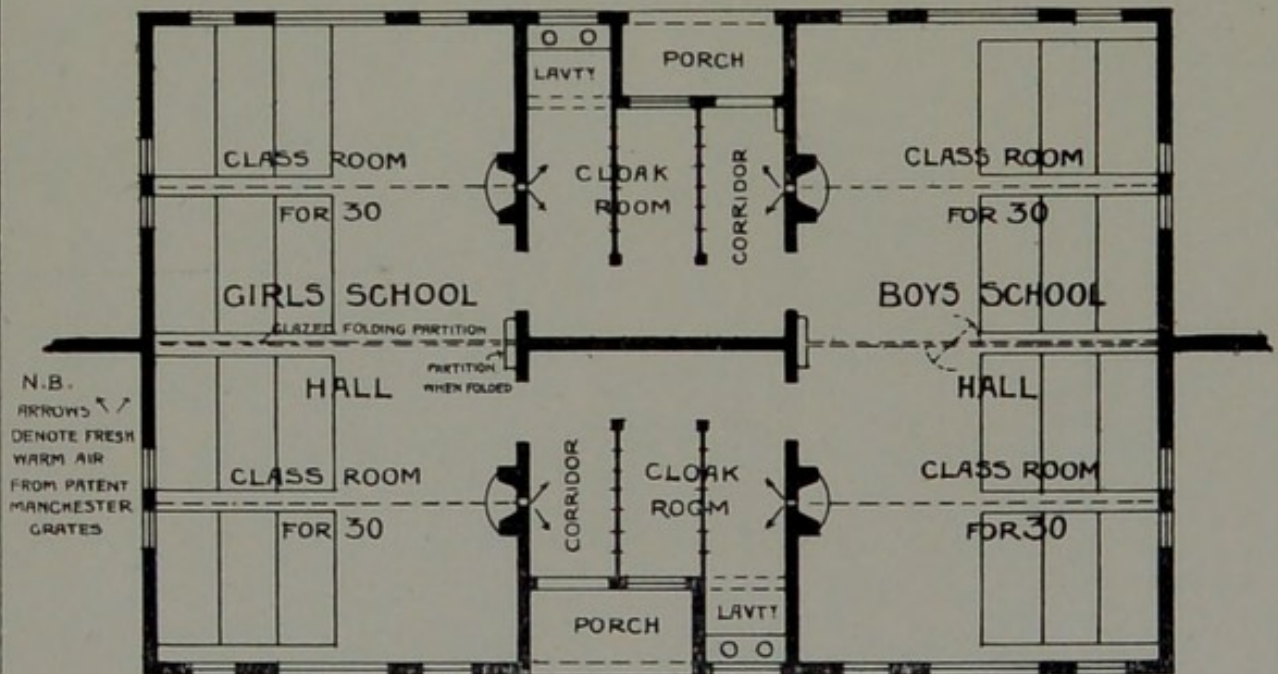 LAVTY
PORCH
CLASS ROOM
FOR 30
CLOAK
ROOM
CORRIDOR
CLASS ROOM
FOR 30
GIRLS SCHOOL
GLAZED FOLDING PARTITION
PARTITION
WHEN FOLDED
HALL
BOYS SCHOOL
HALL
N.B.
ARROWS
DENOTE FRESH
WARM AIR
FROM PATENT
MANCHESTER
GRATES
CLASS ROOM
FOR 30
CORRIDOR
CLOAK
ROOM
CLASS ROOM
FOR 30
PORCH
LAVTY